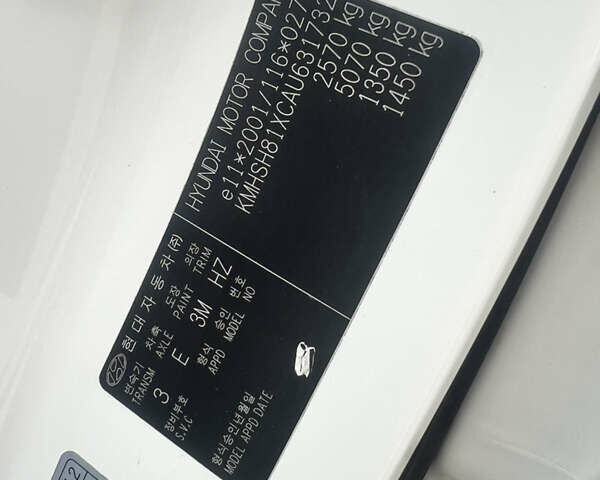 현대자동차(주)
변속기 차축 도장 의장
TRANSM AXLE PAINT TRIM
3 E 3M HZ
장비부호 형식 승인 번호
S.V.C APPD MODEL NO
형식승인년월일
MODEL APPD DATE
HYUNDAI MOTOR COMPA
e11*2001/116*027
KMHSH81XCAU631732
2570 kg
5070 kg
1350 kg
1450 kg